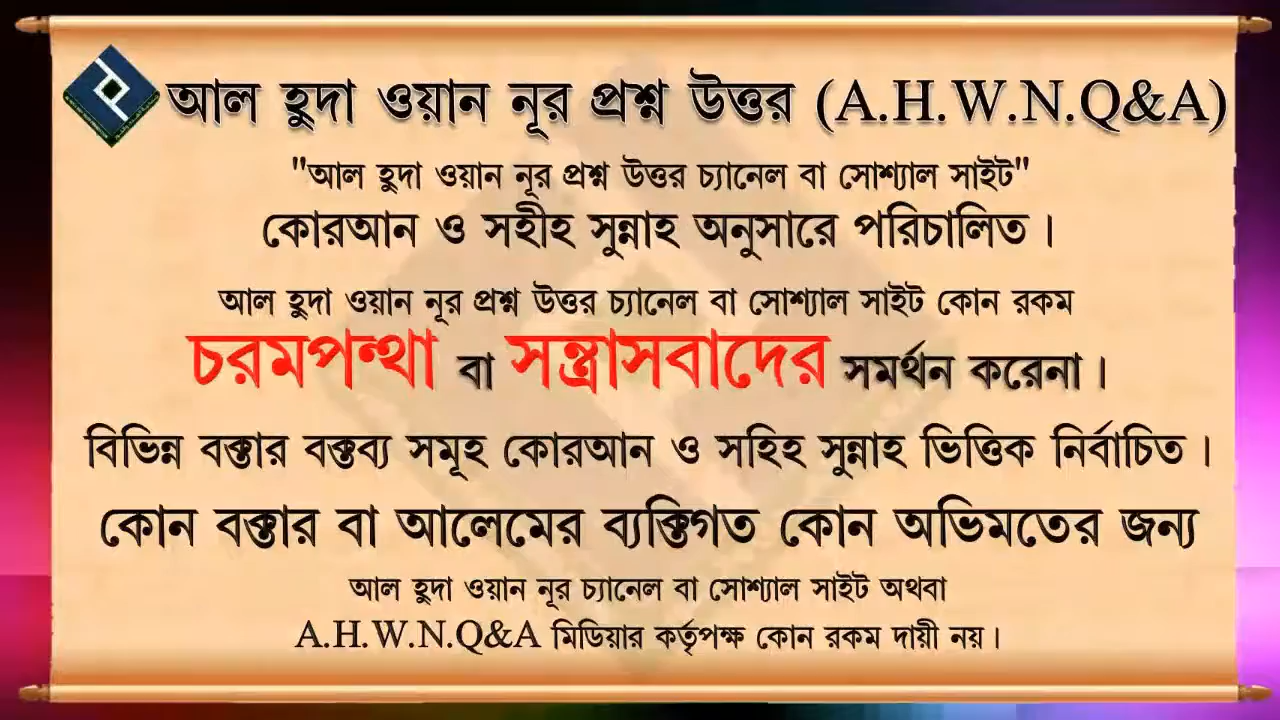 আল হুদা ওয়ান নূর প্রশ্ন উত্তর (A.H.W.N.Q&A)
"আল হুদা ওয়ান নূর প্রশ্ন উত্তর চ্যানেল বা সোশ্যাল সাইট"
কোরআন ও সহীহ সুন্নাহ অনুসারে পরিচালিত।
আল হুদা ওয়ান নূর প্রশ্ন উত্তর চ্যানেল বা সোশ্যাল সাইট কোন রকম
চরমপন্থা বা সন্ত্রাসবাদের সমর্থন করেনা।
বিভিন্ন বক্তার বক্তব্য সমূহ কোরআন ও সহিহ সুন্নাহ ভিত্তিক নির্বাচিত।
কোন বক্তার বা আলেমের ব্যক্তিগত কোন অভিমতের জন্য
আল হুদা ওয়ান নূর চ্যানেল বা সোশ্যাল সাইট অথবা
A.H.W.N.Q&A মিডিয়ার কর্তৃপক্ষ কোন রকম দায়ী নয়।